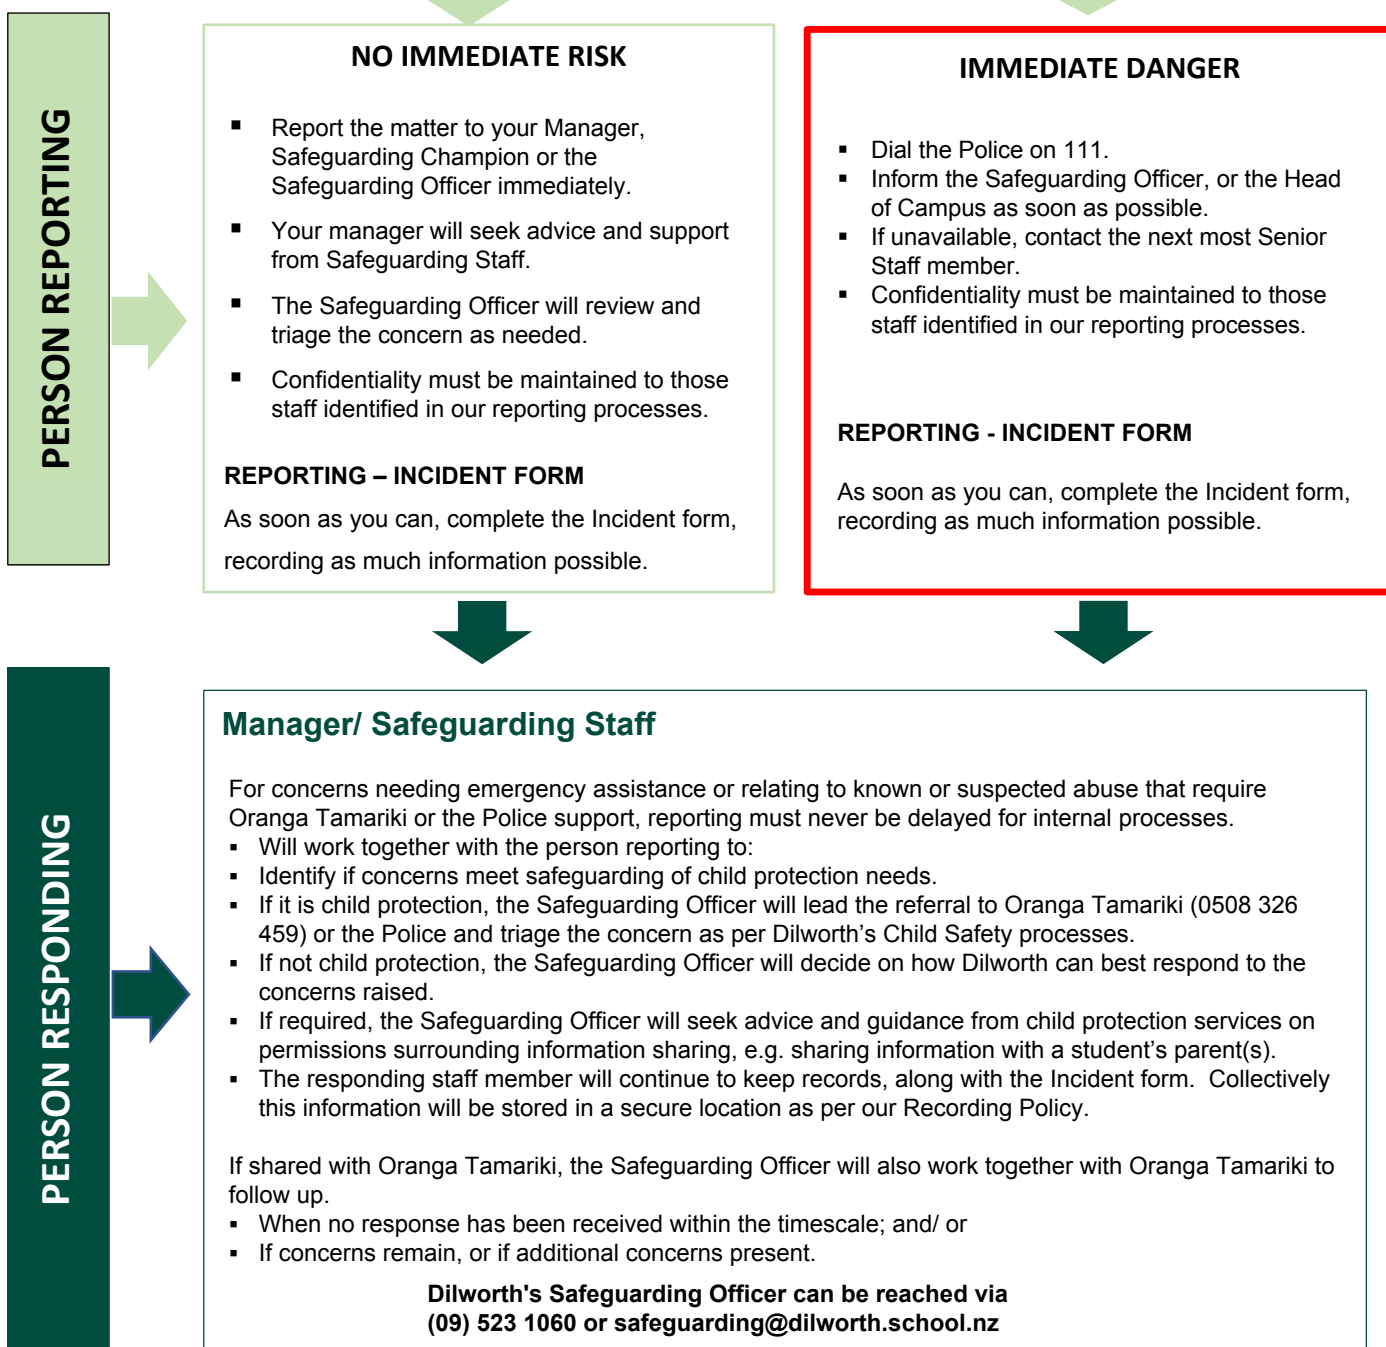 PERSON REPORTING
NO IMMEDIATE RISK
▪ Report the matter to your Manager,
Safeguarding Champion or the
Safeguarding Officer immediately.
▪ Your manager will seek advice and support
from Safeguarding Staff.
▪ The Safeguarding Officer will review and
triage the concern as needed.
▪ Confidentiality must be maintained to those
staff identified in our reporting processes.
REPORTING – INCIDENT FORM
As soon as you can, complete the Incident form,
recording as much information possible.
IMMEDIATE DANGER
▪ Dial the Police on 111.
▪ Inform the Safeguarding Officer, or the Head
of Campus as soon as possible.
▪ If unavailable, contact the next most Senior
Staff member.
▪ Confidentiality must be maintained to those
staff identified in our reporting processes.
REPORTING - INCIDENT FORM
As soon as you can, complete the Incident form,
recording as much information possible.
PERSON RESPONDING
Manager/ Safeguarding Staff
For concerns needing emergency assistance or relating to known or suspected abuse that require
Oranga Tamariki or the Police support, reporting must never be delayed for internal processes.
▪ Will work together with the person reporting to:
▪ Identify if concerns meet safeguarding of child protection needs.
▪ If it is child protection, the Safeguarding Officer will lead the referral to Oranga Tamariki (0508 326
459) or the Police and triage the concern as per Dilworth’s Child Safety processes.
▪ If not child protection, the Safeguarding Officer will decide on how Dilworth can best respond to the
concerns raised.
▪ If required, the Safeguarding Officer will seek advice and guidance from child protection services on
permissions surrounding information sharing, e.g. sharing information with a student’s parent(s).
▪ The responding staff member will continue to keep records, along with the Incident form. Collectively
this information will be stored in a secure location as per our Recording Policy.
If shared with Oranga Tamariki, the Safeguarding Officer will also work together with Oranga Tamariki to
follow up.
▪ When no response has been received within the timescale; and/ or
▪ If concerns remain, or if additional concerns present.
Dilworth's Safeguarding Officer can be reached via
(09) 523 1060 or safeguarding@dilworth.school.nz